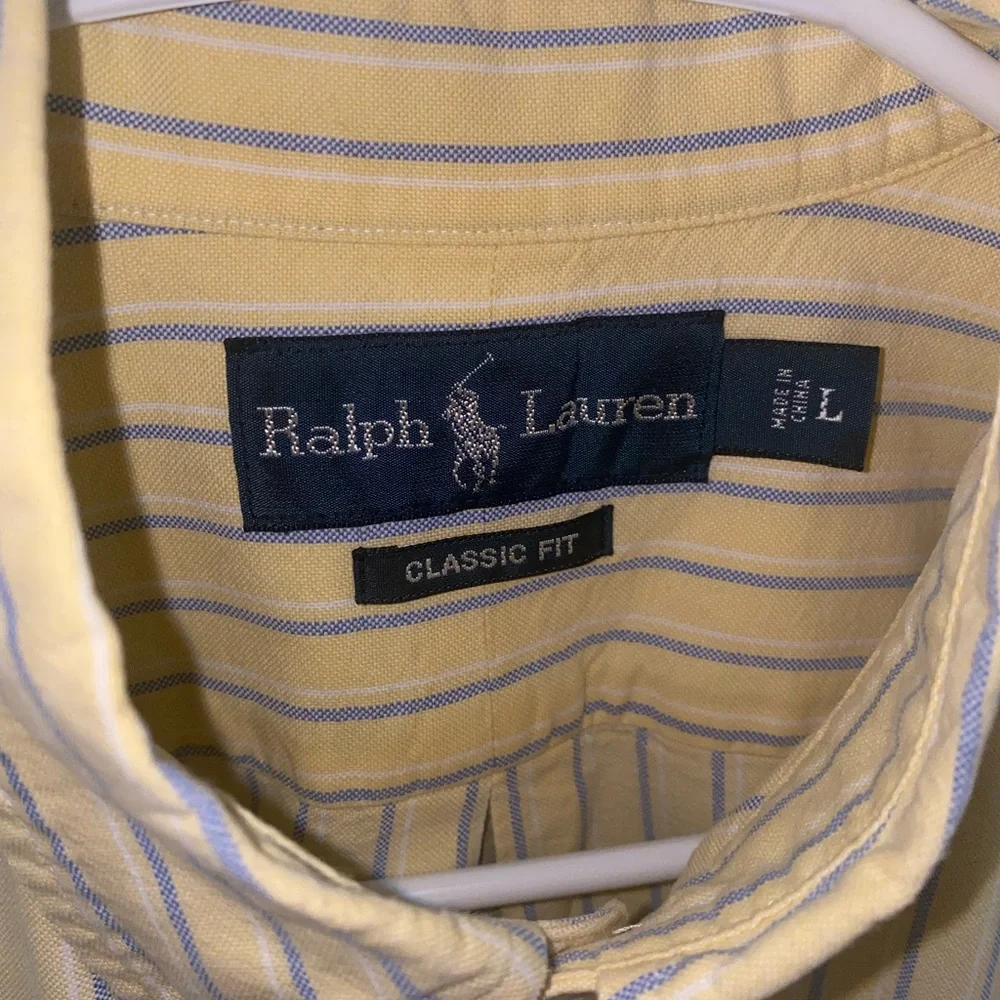 Ralph Lauren
MADE IN
CHINA
L
CLASSIC FIT